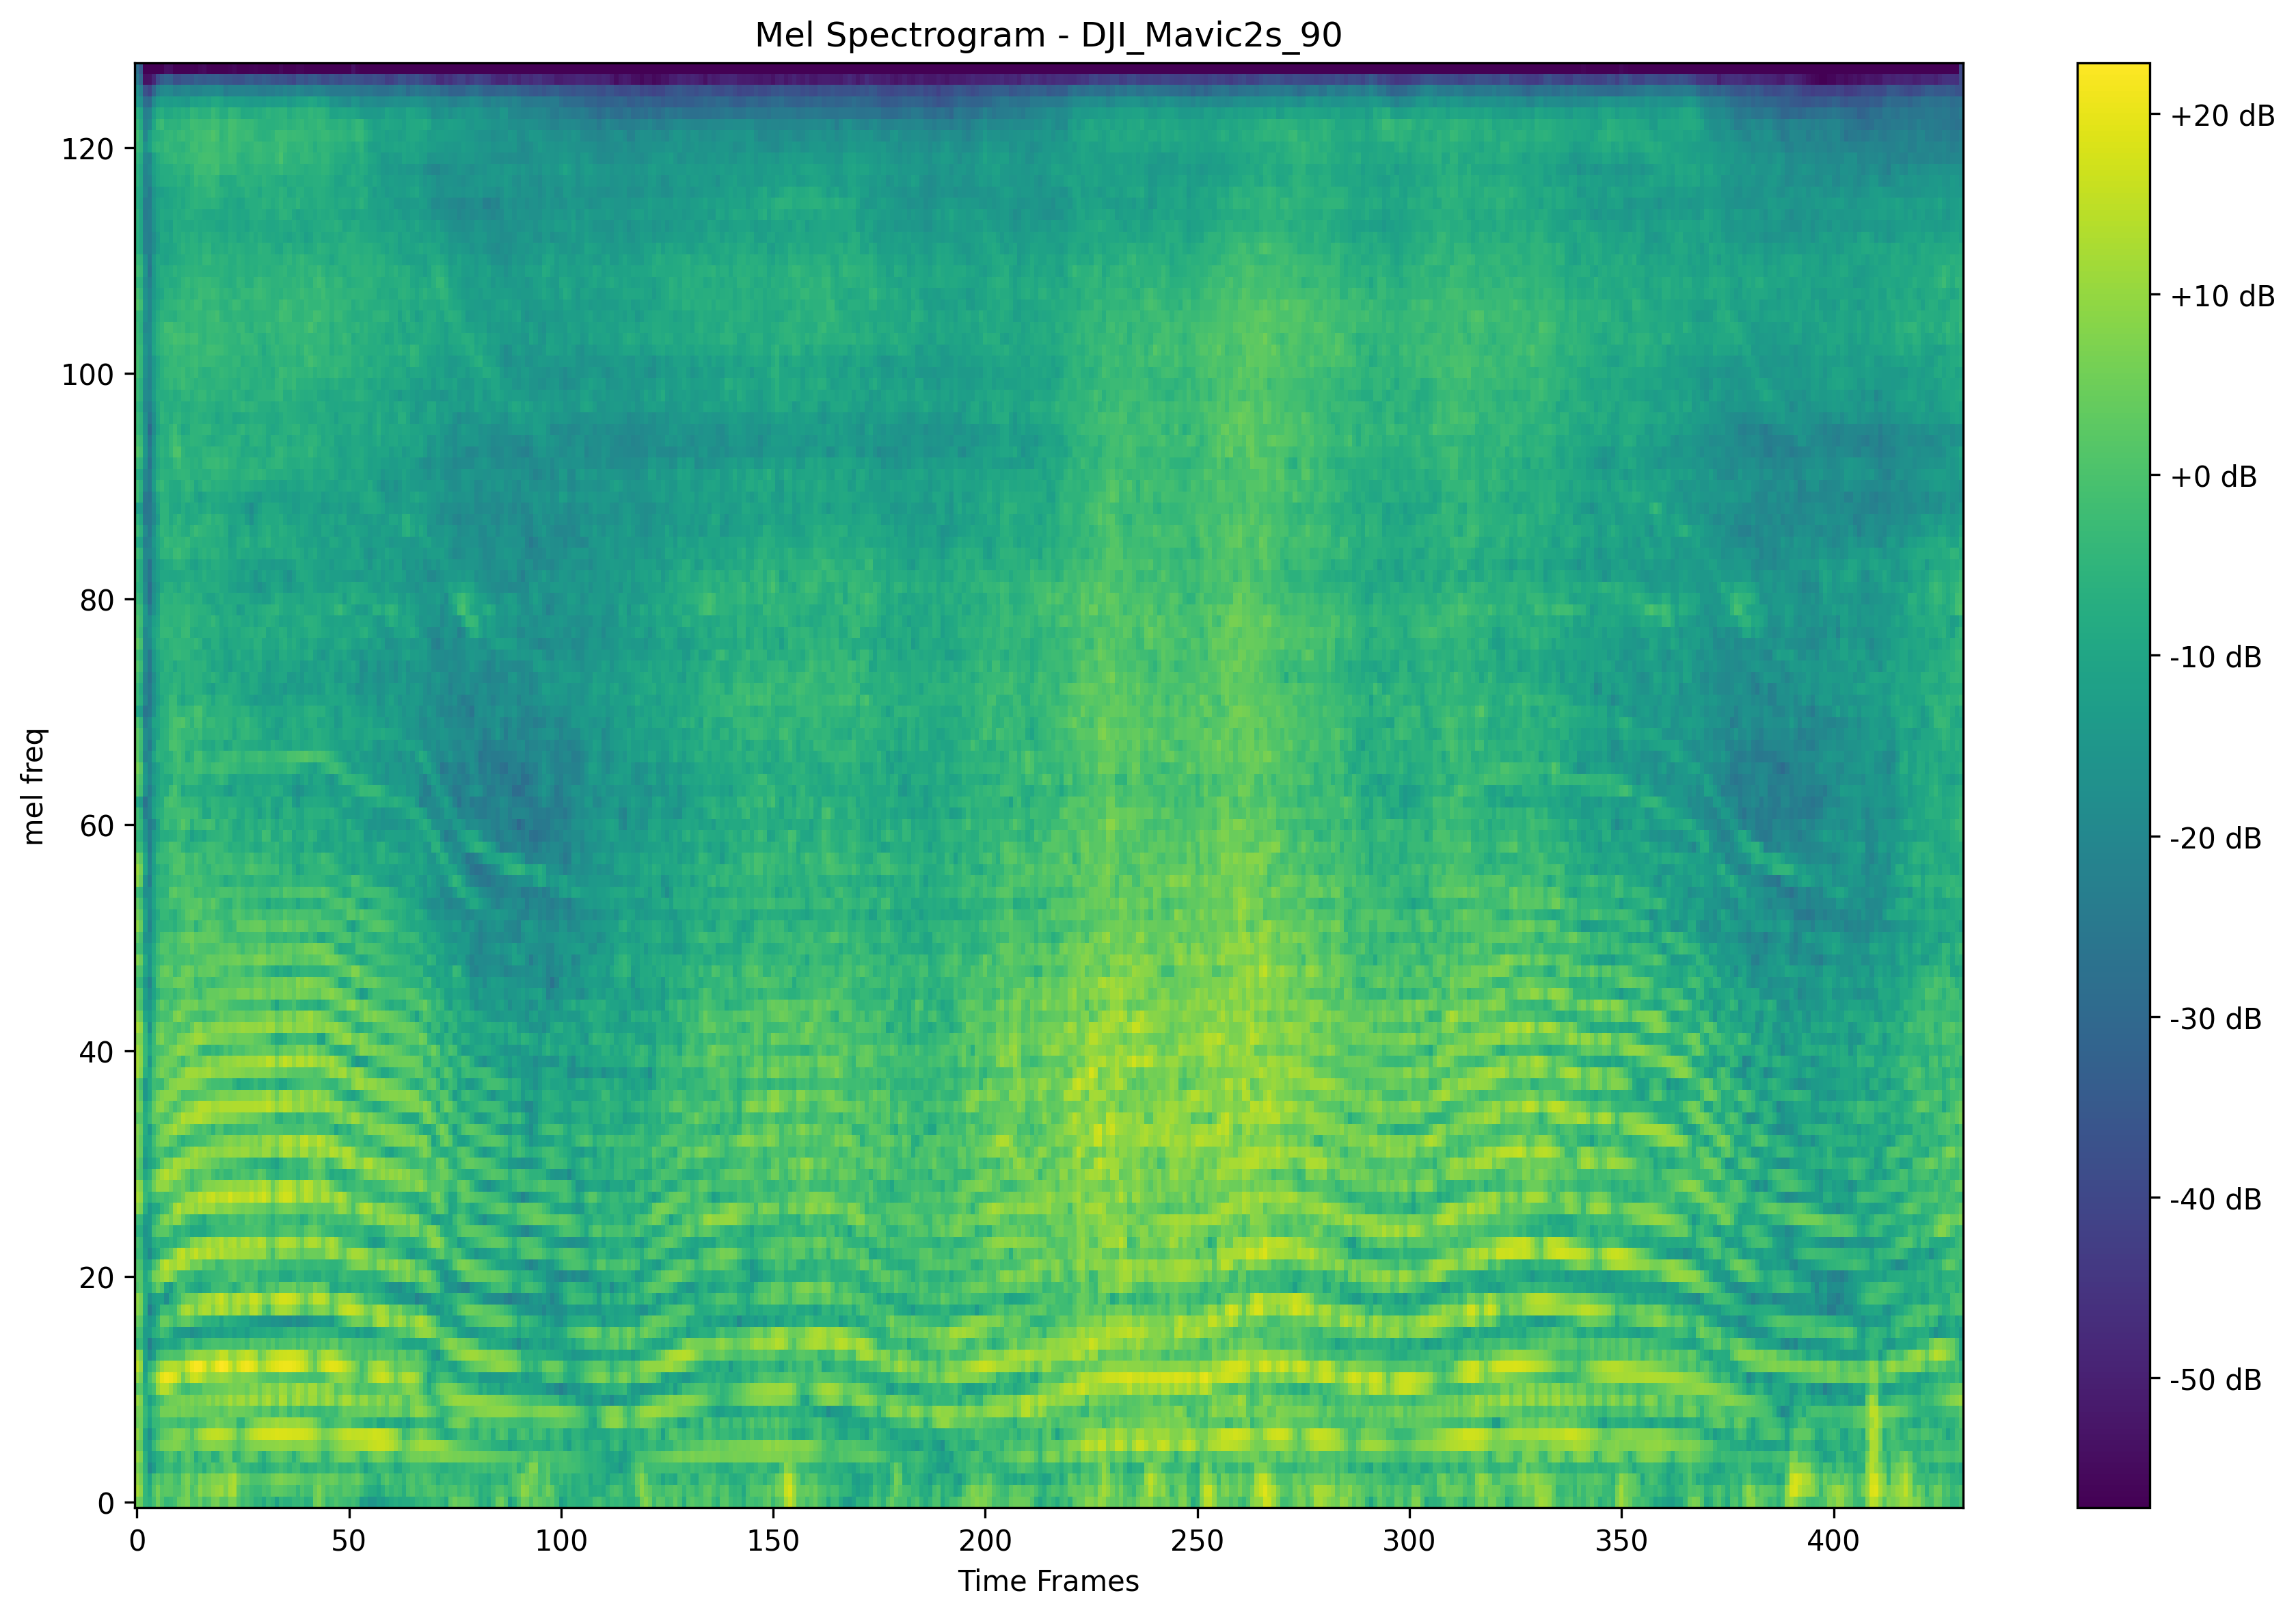 Mel Spectrogram - DJI_Mavic2s_90
mel freq
120
100
80
60
40
20
0
0 50 100 150 200 250 300 350 400
Time Frames
+20 dB
+10 dB
+0 dB
-10 dB
-20 dB
-30 dB
-40 dB
-50 dB